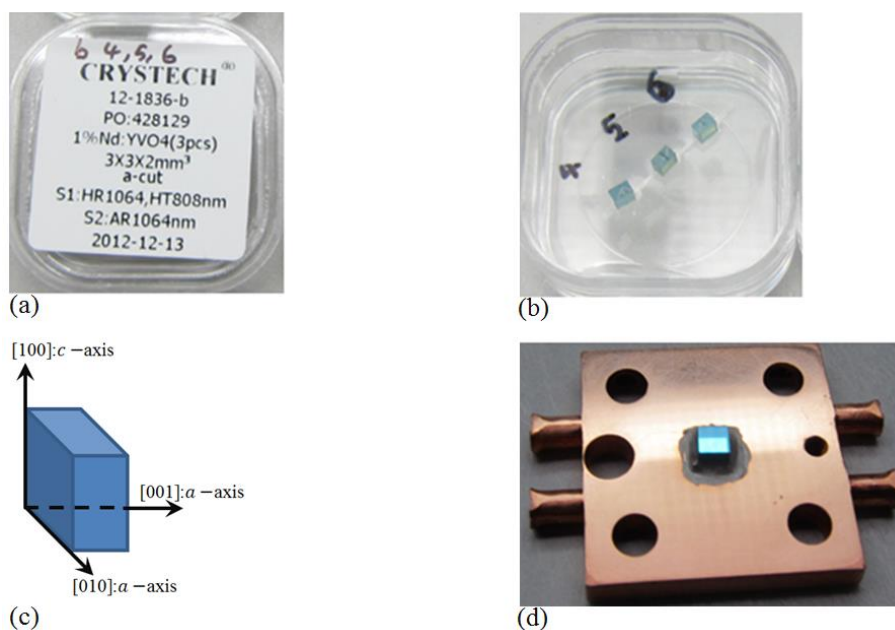 6 4,5,6
CRYSTECH (R)
12-1836-b
PO:428129
1%Nd:YVO4(3pcs)
3X3X2mm³
a-cut
S1:HR1064,HT808nm
S2:AR1064nm
2012-12-13
(a)
4 5 6
(b)
[100]:c −axis
[001]:a −axis
[010]:a −axis
(c)
(d)